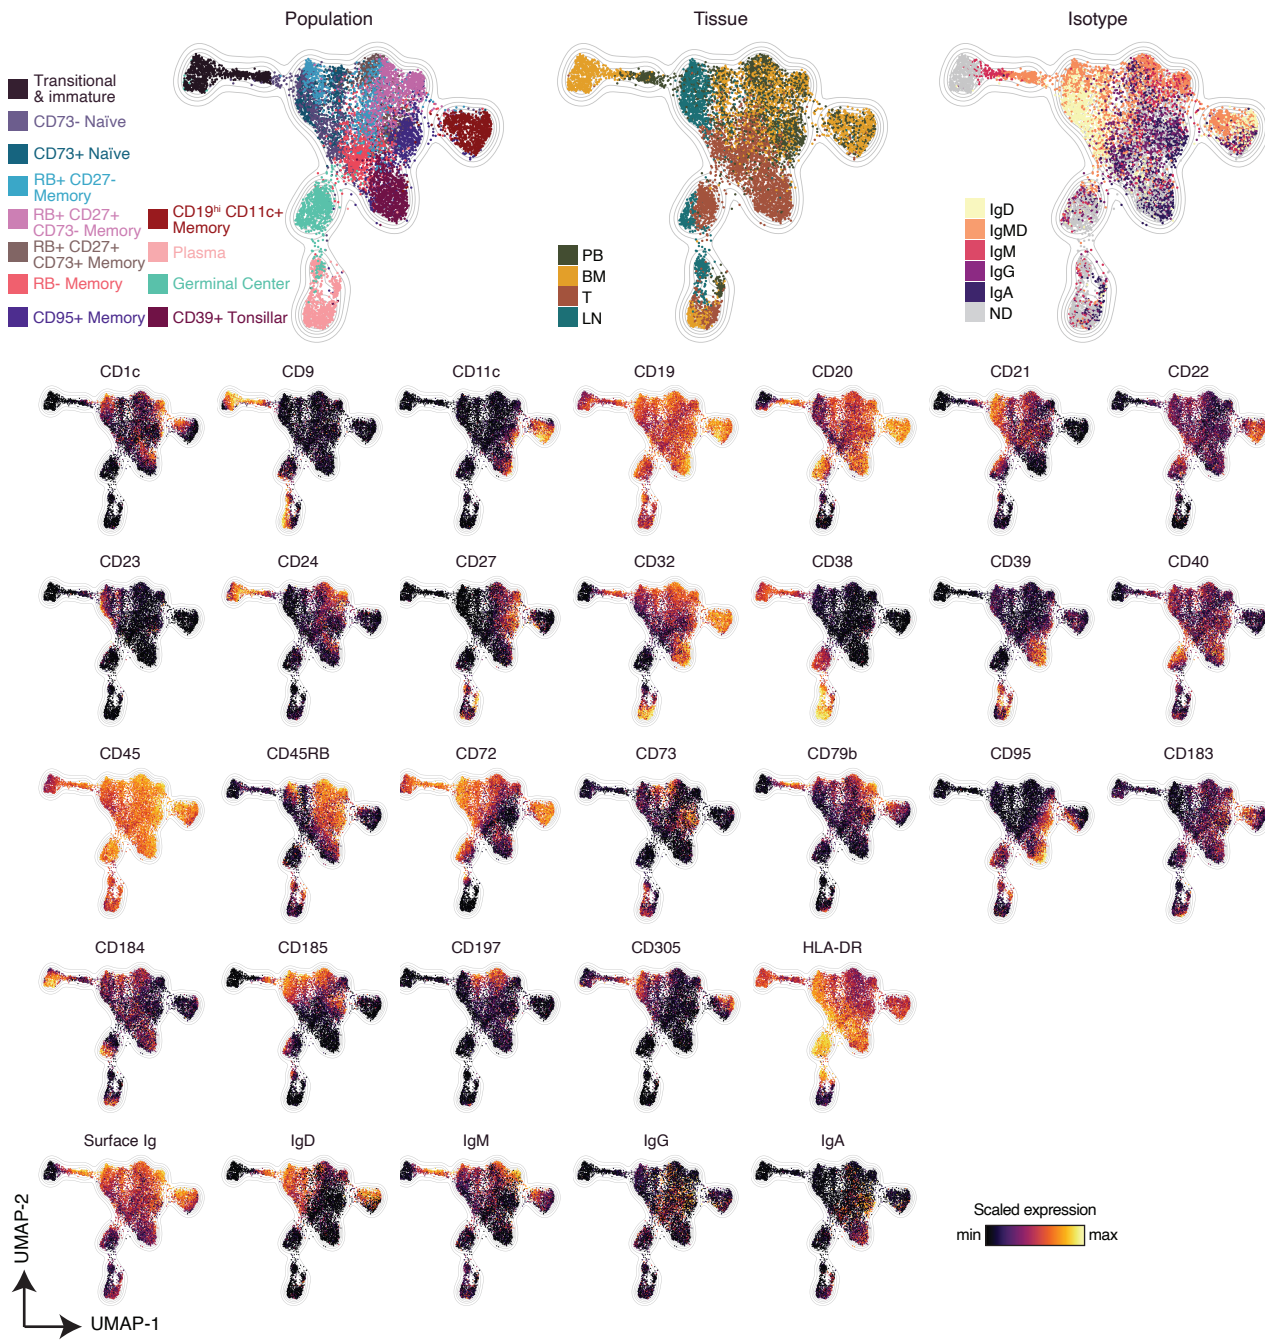 Population
Tissue
Isotype
Transitional
& immature
CD73- Naïve
CD73+ Naïve
RB+ CD27-
Memory
RB+ CD27+
CD73- Memory
RB+ CD27+
CD73+ Memory
RB- Memory
CD95+ Memory
CD19hi CD11c+
Memory
Plasma
Germinal Center
CD39+ Tonsillar
PB
BM
T
LN
IgD
IgMD
IgM
IgG
IgA
ND
CD1c
CD9
CD11c
CD19
CD20
CD21
CD22
CD23
CD24
CD27
CD32
CD38
CD39
CD40
CD45
CD45RB
CD72
CD73
CD79b
CD95
CD183
CD184
CD185
CD197
CD305
HLA-DR
Surface Ig
IgD
IgM
IgG
IgA
Scaled expression
min
max
UMAP-2
UMAP-1